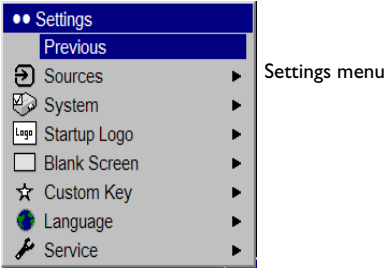 Settings
Previous
Sources
Settings menu
System
Logo Startup Logo
Blank Screen
Custom Key
Language
Service